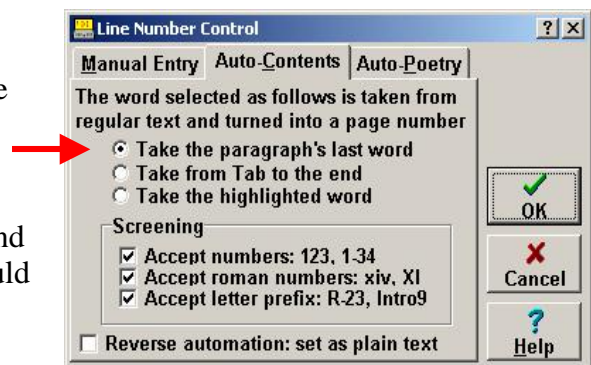 e
nd
uld
Line Number Control
Manual Entry Auto-Contents Auto-Poetry
The word selected as follows is taken from
regular text and turned into a page number
Take the paragraph's last word
Take from Tab to the end
Take the highlighted word
Screening
Accept numbers: 123, 1-34
Accept roman numbers: xiv, XI
Accept letter prefix: R-23, Intro9
Reverse automation: set as plain text
OK
Cancel
Help